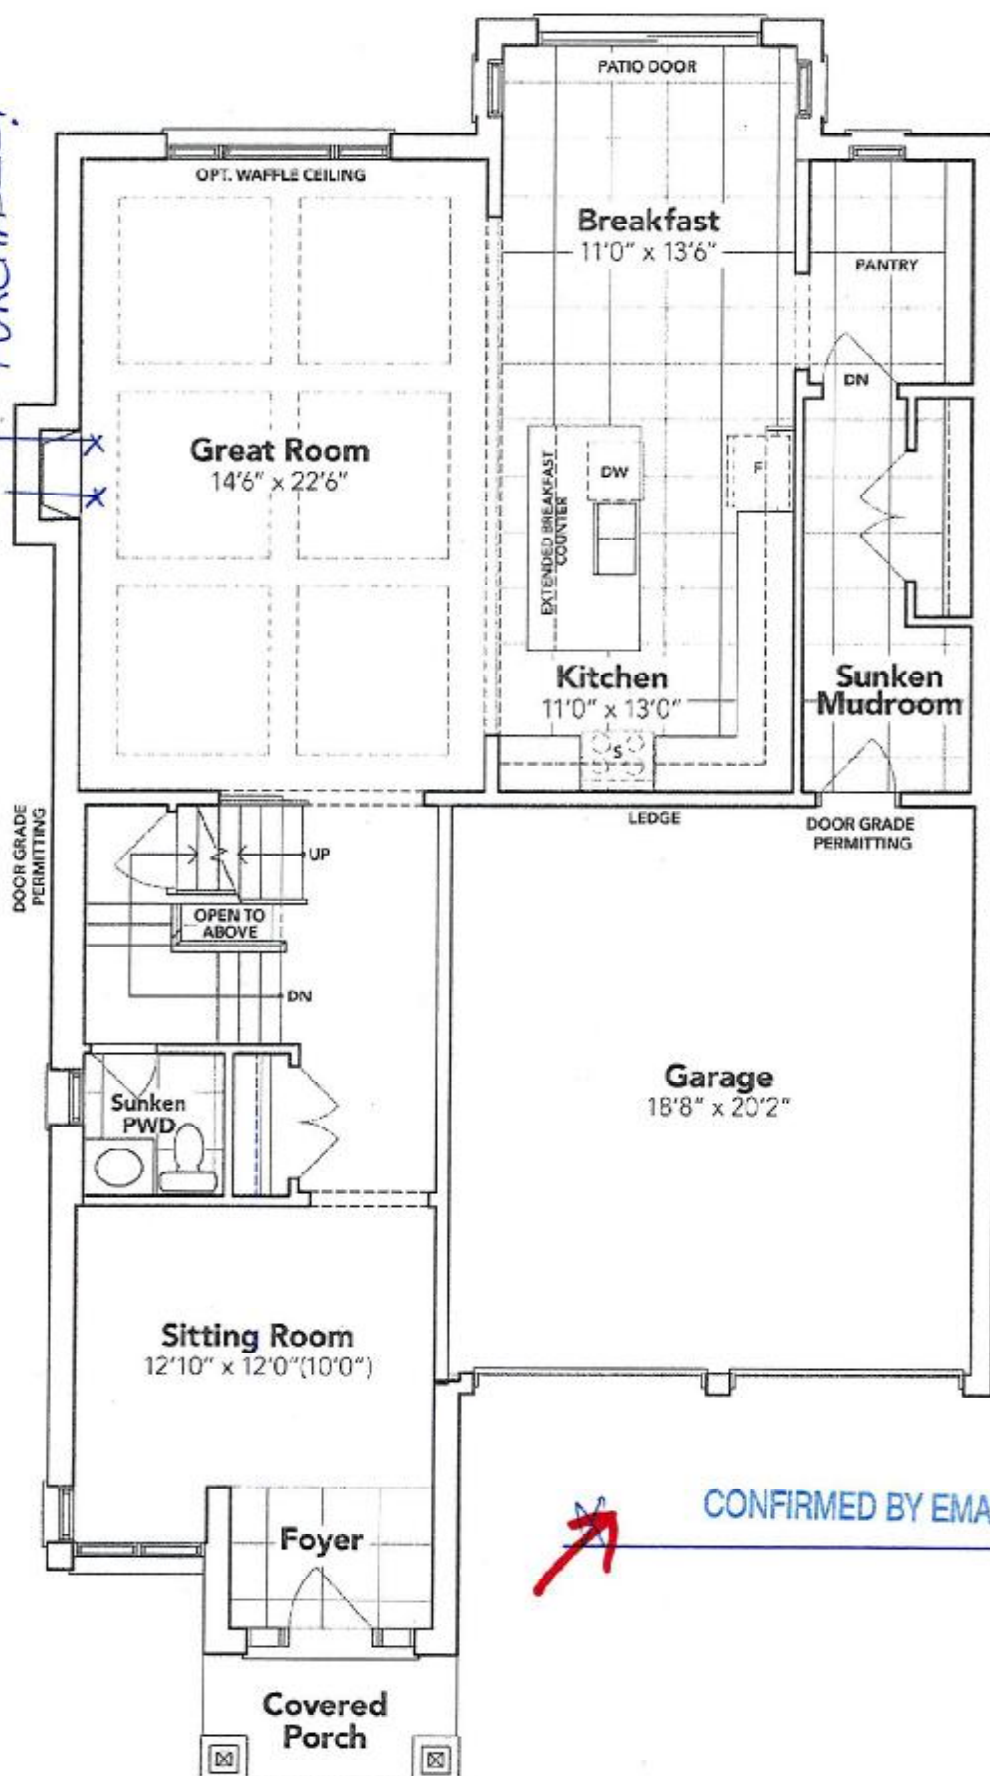 PATIO DOOR
OPT. WAFFLE CEILING
Breakfast
11'0" x 13'6"
PANTRY
DN
Great Room
14'6" x 22'6"
EXTENDED BREAKFAST
COUNTER
DW
F
Kitchen
11'0" x 13'0"
S
Sunken
Mudroom
LEDGE
DOOR GRADE
PERMITTING
DOOR GRADE
PERMITTING
UP
OPEN TO
ABOVE
DN
Sunken
PWD
Garage
18'8" x 20'2"
Sitting Room
12'10" x 12'0"(10'0")
Foyer
CONFIRMED BY EMA
Covered
Porch